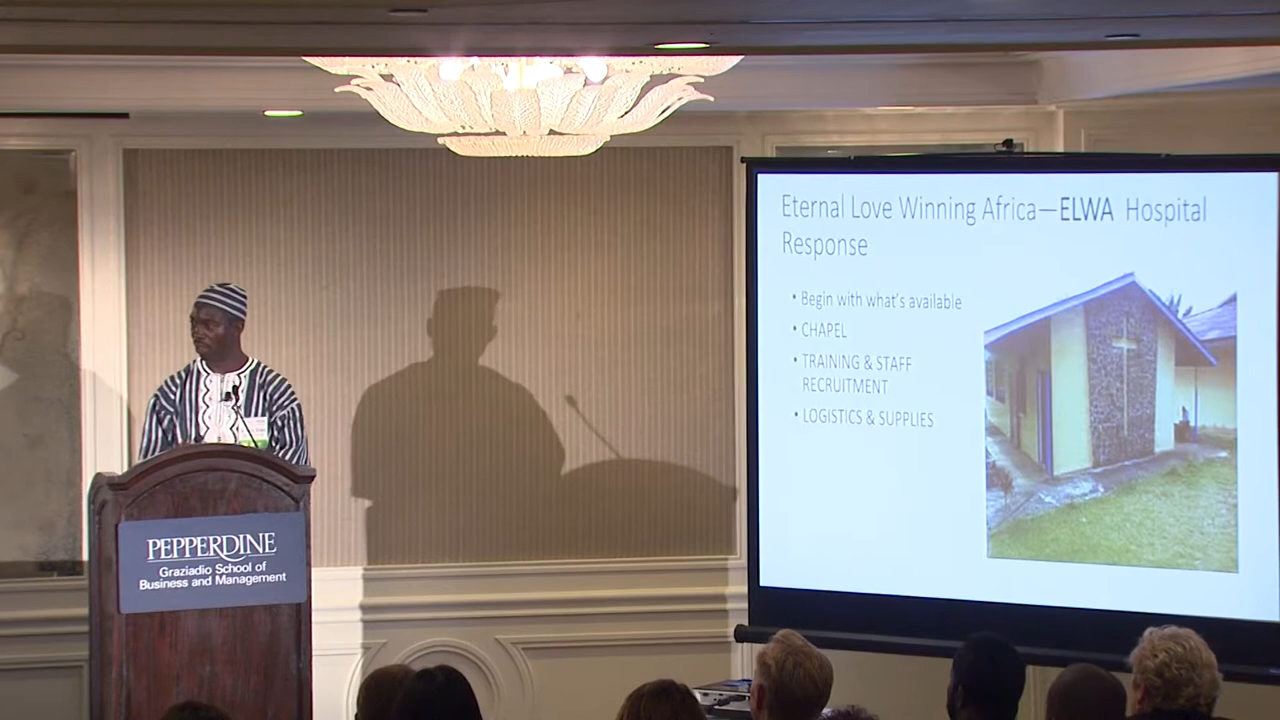 Eternal Love Winning Africa—ELWA Hospital
Response
• Begin with what's available
• CHAPEL
• TRAINING & STAFF
RECRUITMENT
• LOGISTICS & SUPPLIES
PEPPERDINE
Graziadio School of
Business and Management